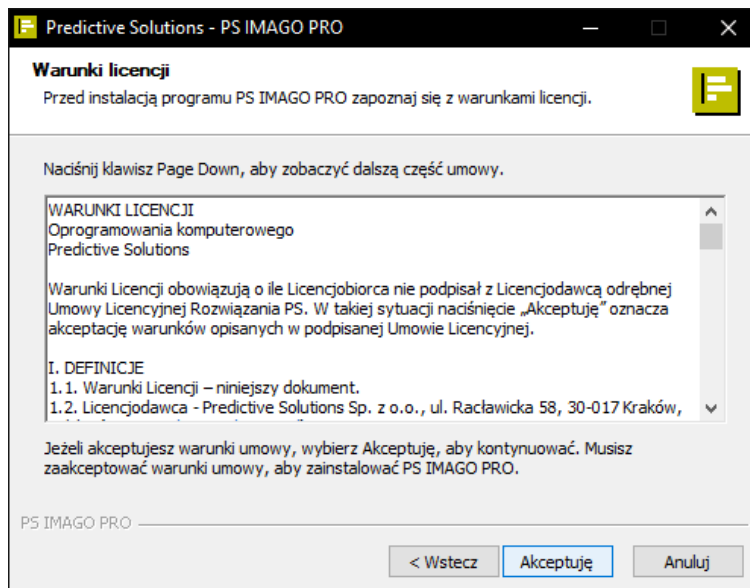 Predictive Solutions - PS IMAGO PRO
Warunki licencji
Przed instalacją programu PS IMAGO PRO zapoznaj się z warunkami licencji.
Naciśnij klawisz Page Down, aby zobaczyć dalszą część umowy.
WARUNKI LICENCJI
Oprogramowania komputerowego
Predictive Solutions
Warunki Licencji obowiązują o ile Licencjobiorca nie podpisał z Licencjodawcą odrębnej
Umowy Licencyjnej Rozwiązania PS. W takiej sytuacji naciśnięcie „Akceptuję” oznacza
akceptację warunków opisanych w podpisanej Umowie Licencyjnej.
I. DEFINICJE
1.1. Warunki Licencji – niniejszy dokument.
1.2. Licencjodawca - Predictive Solutions Sp. z o.o., ul. Racławicka 58, 30-017 Kraków,
Jeżeli akceptujesz warunki umowy, wybierz Akceptuję, aby kontynuować. Musisz
zaakceptować warunki umowy, aby zainstalować PS IMAGO PRO.
PS IMAGO PRO
< Wstecz
Akceptuję
Anuluj